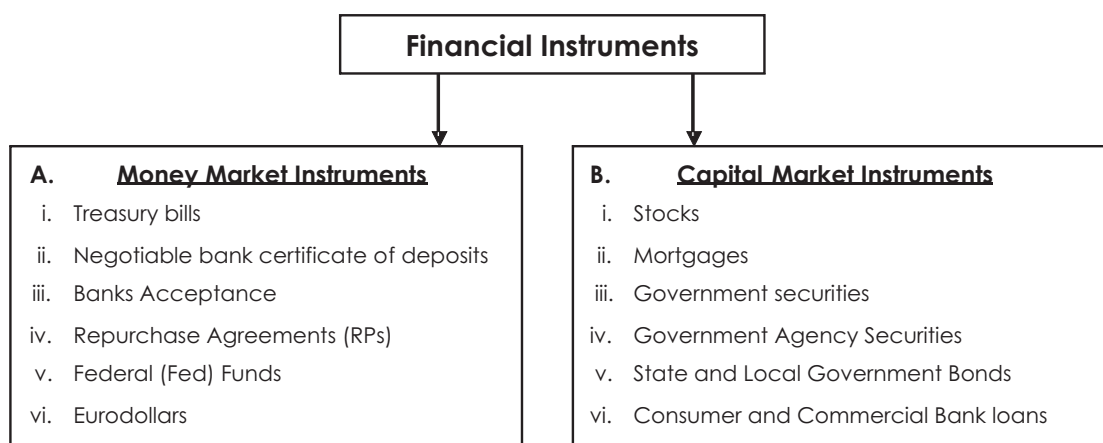 Financial Instruments
A. Money Market Instruments
i. Treasury bills
ii. Negotiable bank certificate of deposits
iii. Banks Acceptance
iv. Repurchase Agreements (RPs)
v. Federal (Fed) Funds
vi. Eurodollars
B. Capital Market Instruments
i. Stocks
ii. Mortgages
iii. Government securities
iv. Government Agency Securities
v. State and Local Government Bonds
vi. Consumer and Commercial Bank loans